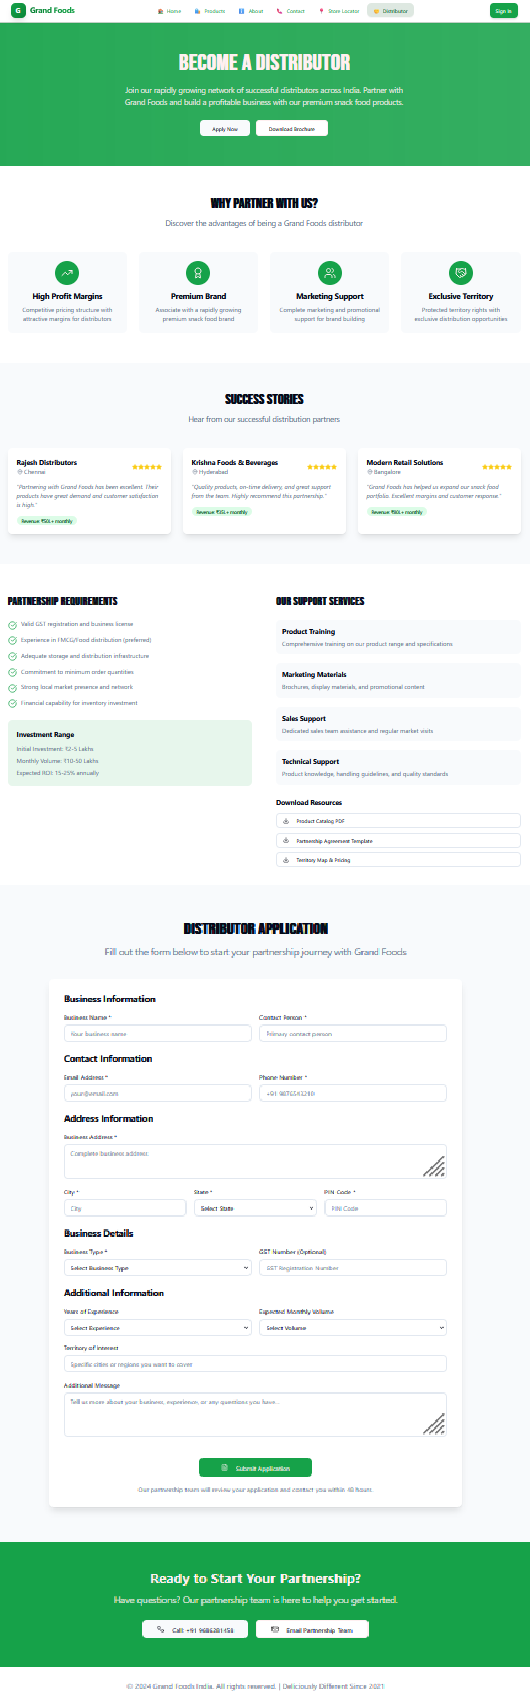 G Grand Foods
Home Products About Contact Store Locator Distributor
Sign In
BECOME A DISTRIBUTOR
Join our rapidly growing network of successful distributors across India. Partner with
Grand Foods and build a profitable business with our premium snack food products.
Apply Now Download Brochure
WHY PARTNER WITH US?
Discover the advantages of being a Grand Foods distributor
High Profit Margins
Competitive pricing structure with
attractive margins for distributors
Premium Brand
Associate with a rapidly growing
premium snack food brand
Marketing Support
Complete marketing and promotional
support for brand building
Exclusive Territory
Protected territory rights with
exclusive distribution opportunities
SUCCESS STORIES
Hear from our successful distribution partners
Rajesh Distributors
Chennai
"Partnering with Grand Foods has been excellent. Their
products have great demand and customer satisfaction
is high."
Revenue: ₹50L+ monthly
Krishna Foods & Beverages
Hyderabad
"Quality products, on-time delivery, and great support
from the team. Highly recommend this partnership."
Revenue: ₹35L+ monthly
Modern Retail Solutions
Bangalore
"Grand Foods has helped us expand our snack food
portfolio. Excellent margins and customer response."
Revenue: ₹80L+ monthly
PARTNERSHIP REQUIREMENTS
Valid GST registration and business license
Experience in FMCG/Food distribution (preferred)
Adequate storage and distribution infrastructure
Commitment to minimum order quantities
Strong local market presence and network
Financial capability for inventory investment
Investment Range
Initial Investment: ₹2-5 Lakhs
Monthly Volume: ₹10-50 Lakhs
Expected ROI: 15-25% annually
OUR SUPPORT SERVICES
Product Training
Comprehensive training on our product range and specifications
Marketing Materials
Brochures, display materials, and promotional content
Sales Support
Dedicated sales team assistance and regular market visits
Technical Support
Product knowledge, handling guidelines, and quality standards
Download Resources
Product Catalog PDF
Partnership Agreement Template
Territory Map & Pricing
DISTRIBUTOR APPLICATION
Fill out the form below to start your partnership journey with Grand Foods
Business Information
Business Name * Contact Person *
Your business name Primary contact person
Contact Information
Email Address * Phone Number *
your@email.com +91 9876543210
Address Information
Business Address *
Complete business address
City * State * PIN Code *
City Select State PIN Code
Business Details
Business Type * GST Number (Optional)
Select Business Type GST Registration Number
Additional Information
Years of Experience Expected Monthly Volume
Select Experience Select Volume
Territory of Interest
Specific cities or regions you want to cover
Additional Message
Tell us more about your business, experience, or any questions you have...
Submit Application
Our partnership team will review your application and contact you within 48 hours.
Ready to Start Your Partnership?
Have questions? Our partnership team is here to help you get started.
Call: +91 Email Partnership Team
© 2024 Grand Foods India. All rights reserved. | Deliciously Different Since 2021